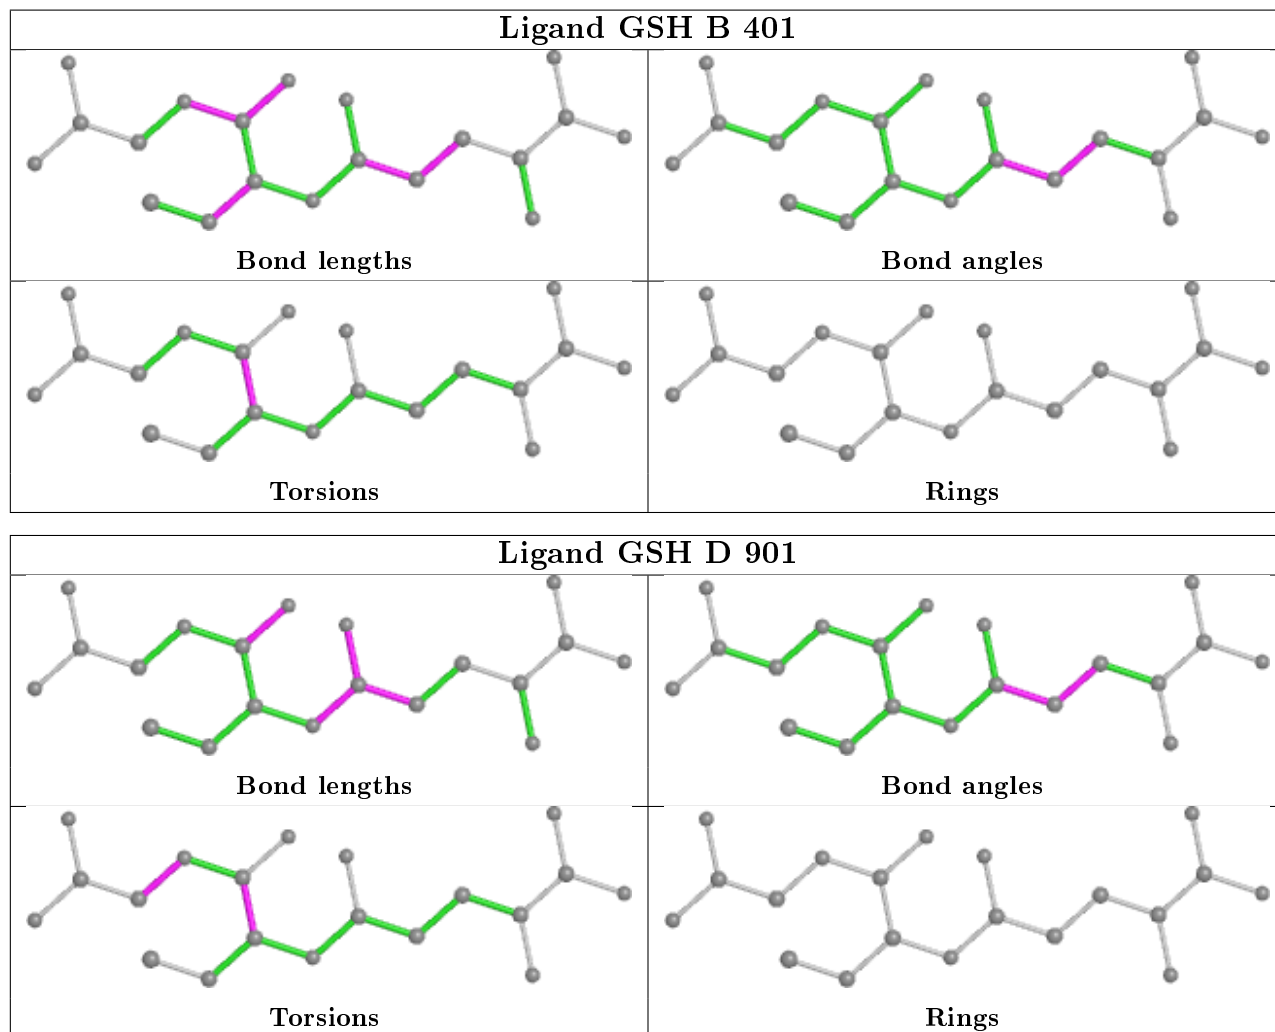 Ligand GSH B 401
Bond lengths
Bond angles
Torsions
Rings
Ligand GSH D 901
Bond lengths
Bond angles
Torsions
Rings